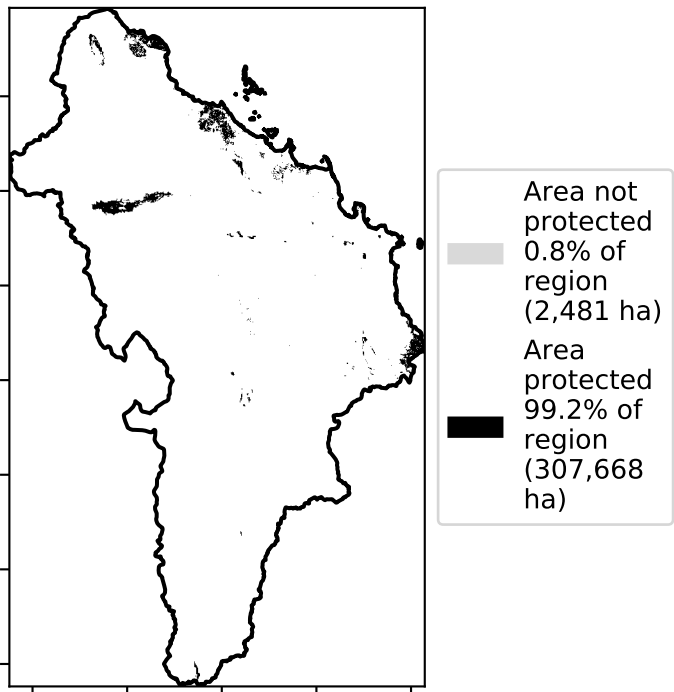 Area not
protected
0.8% of
region
(2,481 ha)
Area
protected
99.2% of
region
(307,668
ha)